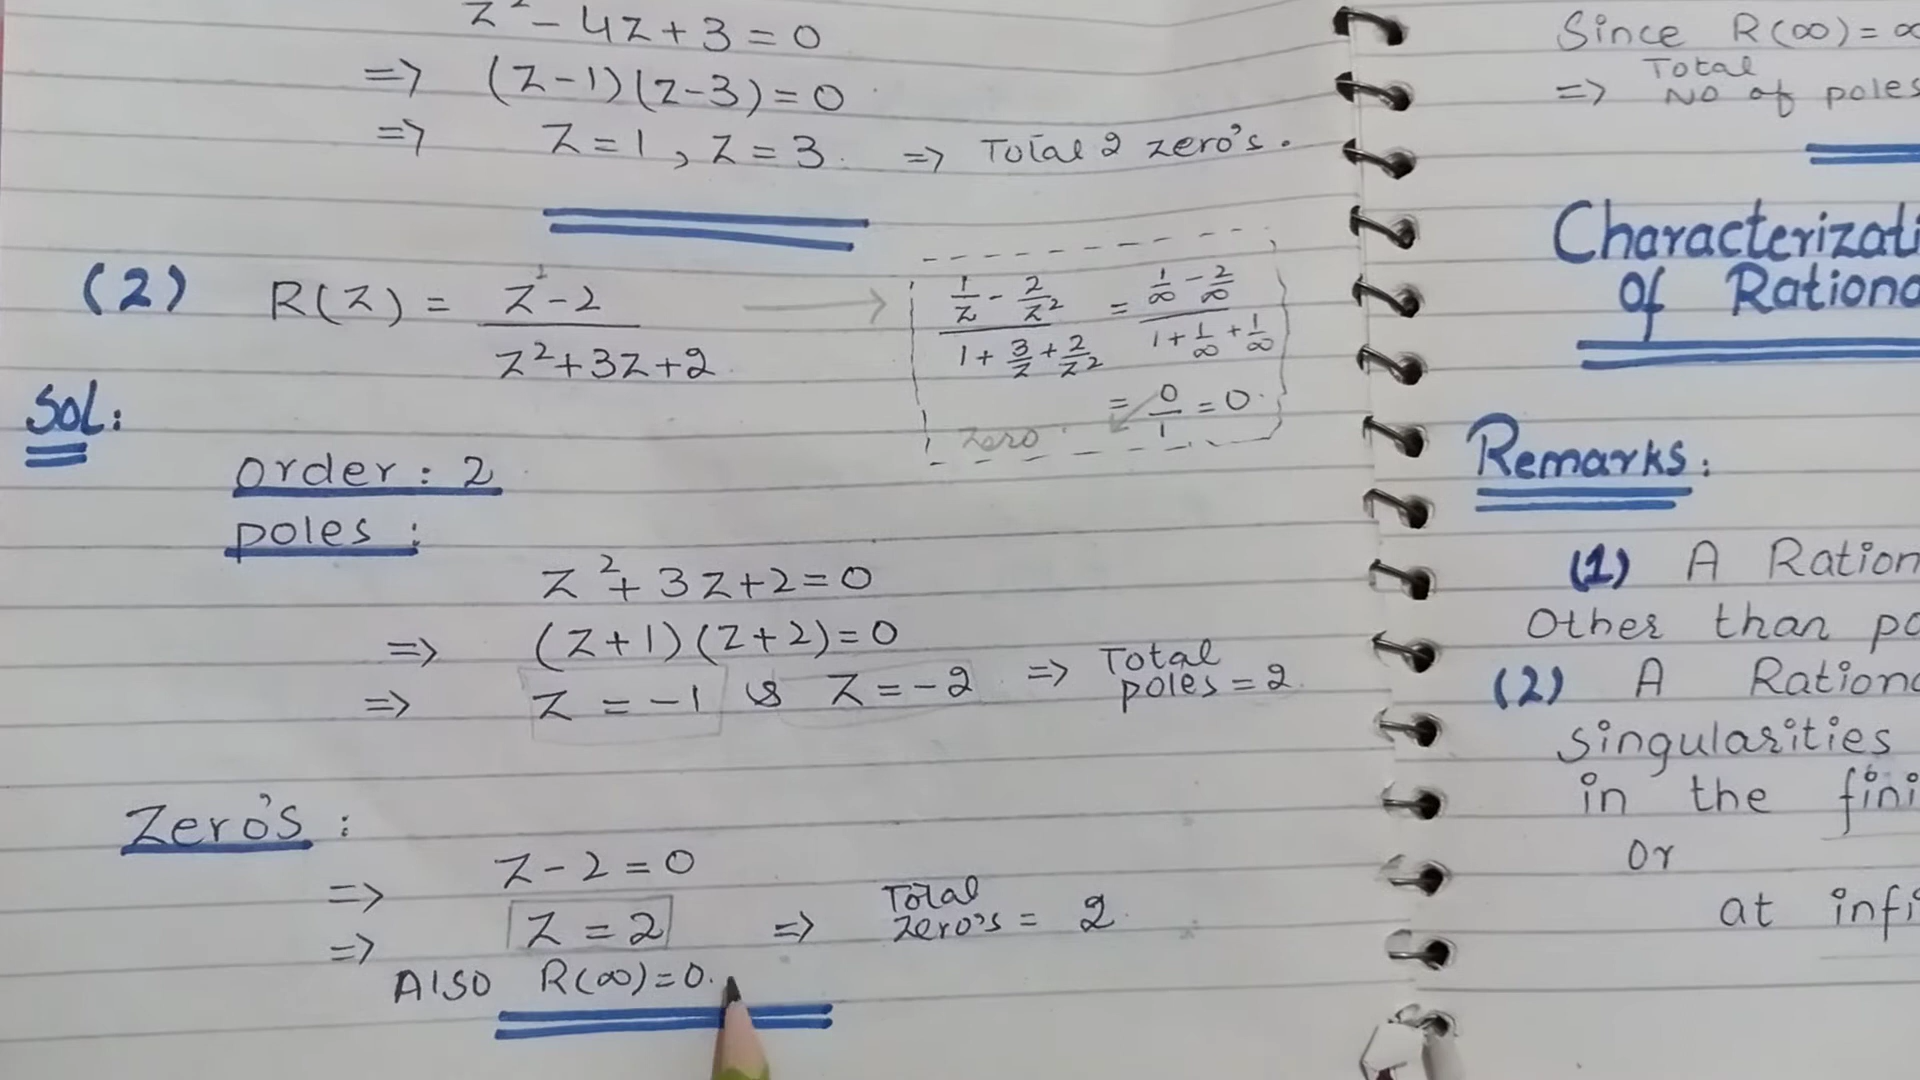 z² - 4z + 3 = 0
=> (z-1)(z-3) = 0
=> z = 1, z = 3. => Total 2 zero's.
(2) R(z) = (z¹-2)/(z²+3z+2)
(1/z - 2/z²)/(1 + 3/z + 2/z²) = (1/∞ - 2/∞)/(1 + 1/∞ + 1/∞)
= 0/1 = 0.
zero.
Sol:
order: 2
poles:
z² + 3z + 2 = 0
=> (z+1)(z+2) = 0
=> z = -1 & z = -2 => Total poles = 2.
Zero's:
=> z - 2 = 0
=> z = 2 => Total zero's = 2.
Also R(∞) = 0.
Since R(∞) = ∞
=> Total No of poles
Characterizati
of Rationa
Remarks:
(1) A Ration
other than po
(2) A Rationa
singularities
in the fini
or
at infi